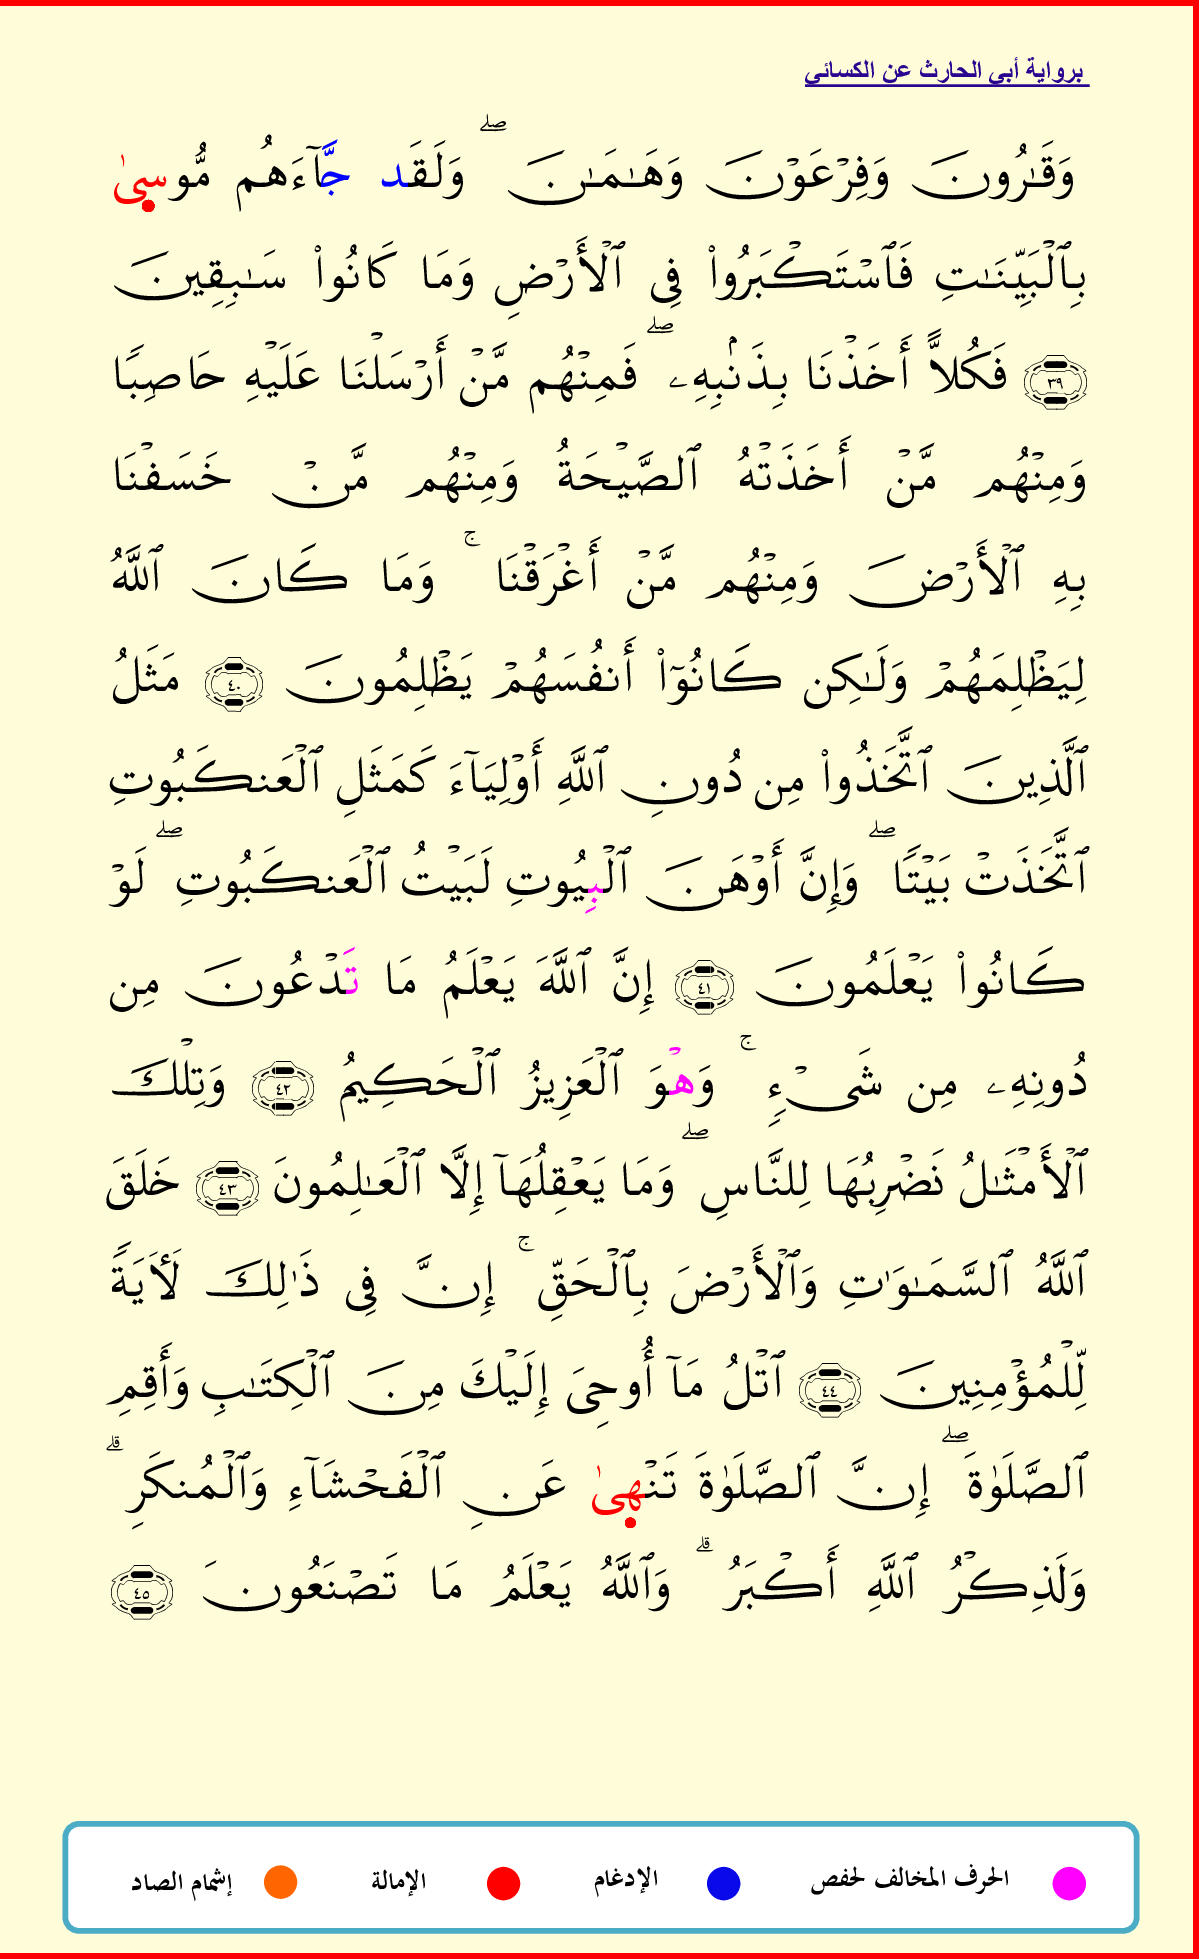 برواية أبي الحارث عن الكسائي
وَقَٰرُونَ وَفِرْعَوْنَ وَهَٰمَٰنَ ۖ وَلَقَد جَّآءَهُم مُّوسِىٰ
بِٱلْبَيِّنَٰتِ فَٱسْتَكْبَرُوا۟ فِى ٱلْأَرْضِ وَمَا كَانُوا۟ سَٰبِقِينَ
٣٩ فَكُلًّا أَخَذْنَا بِذَنۢبِهِۦ ۖ فَمِنْهُم مَّنْ أَرْسَلْنَا عَلَيْهِ حَاصِبًا
وَمِنْهُم مَّنْ أَخَذَتْهُ ٱلصَّيْحَةُ وَمِنْهُم مَّنْ خَسَفْنَا
بِهِ ٱلْأَرْضَ وَمِنْهُم مَّنْ أَغْرَقْنَا ۚ وَمَا كَانَ ٱللَّهُ
لِيَظْلِمَهُمْ وَلَٰكِن كَانُوٓا۟ أَنفُسَهُمْ يَظْلِمُونَ ٤٠ مَثَلُ
ٱلَّذِينَ ٱتَّخَذُوا۟ مِن دُونِ ٱللَّهِ أَوْلِيَآءَ كَمَثَلِ ٱلْعَنكَبُوتِ
ٱتَّخَذَتْ بَيْتًا ۖ وَإِنَّ أَوْهَنَ ٱلْبِيُوتِ لَبَيْتُ ٱلْعَنكَبُوتِ ۖ لَوْ
كَانُوا۟ يَعْلَمُونَ ٤١ إِنَّ ٱللَّهَ يَعْلَمُ مَا تَدْعُونَ مِن
دُونِهِۦ مِن شَىْءٍ ۚ وَهْوَ ٱلْعَزِيزُ ٱلْحَكِيمُ ٤٢ وَتِلْكَ
ٱلْأَمْثَٰلُ نَضْرِبُهَا لِلنَّاسِ ۖ وَمَا يَعْقِلُهَآ إِلَّا ٱلْعَٰلِمُونَ ٤٣ خَلَقَ
ٱللَّهُ ٱلسَّمَٰوَٰتِ وَٱلْأَرْضَ بِٱلْحَقِّ ۚ إِنَّ فِى ذَٰلِكَ لَأَيَةً
لِّلْمُؤْمِنِينَ ٤٤ ٱتْلُ مَآ أُوحِىَ إِلَيْكَ مِنَ ٱلْكِتَٰبِ وَأَقِمِ
ٱلصَّلَوٰةَ ۖ إِنَّ ٱلصَّلَوٰةَ تَنْهِىٰ عَنِ ٱلْفَحْشَآءِ وَٱلْمُنكَرِ ۗ
وَلَذِكْرُ ٱللَّهِ أَكْبَرُ ۗ وَٱللَّهُ يَعْلَمُ مَا تَصْنَعُونَ ٤٥
الحرف المخالف لحفص الإدغام الإمالة إشمام الصاد